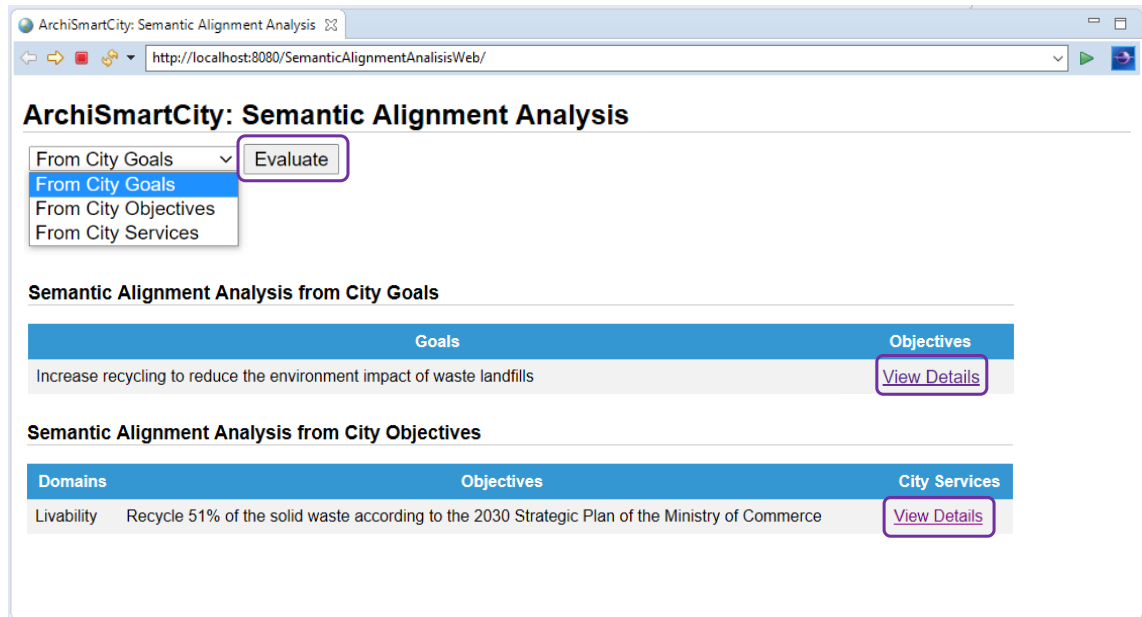 ArchiSmartCity: Semantic Alignment Analysis
http://localhost:8080/SemanticAlignmentAnalisisWeb/
ArchiSmartCity: Semantic Alignment Analysis
From City Goals Evaluate
From City Goals
From City Objectives
From City Services
Semantic Alignment Analysis from City Goals
Goals Objectives
Increase recycling to reduce the environment impact of waste landfills View Details
Semantic Alignment Analysis from City Objectives
Domains Objectives City Services
Livability Recycle 51% of the solid waste according to the 2030 Strategic Plan of the Ministry of Commerce View Details